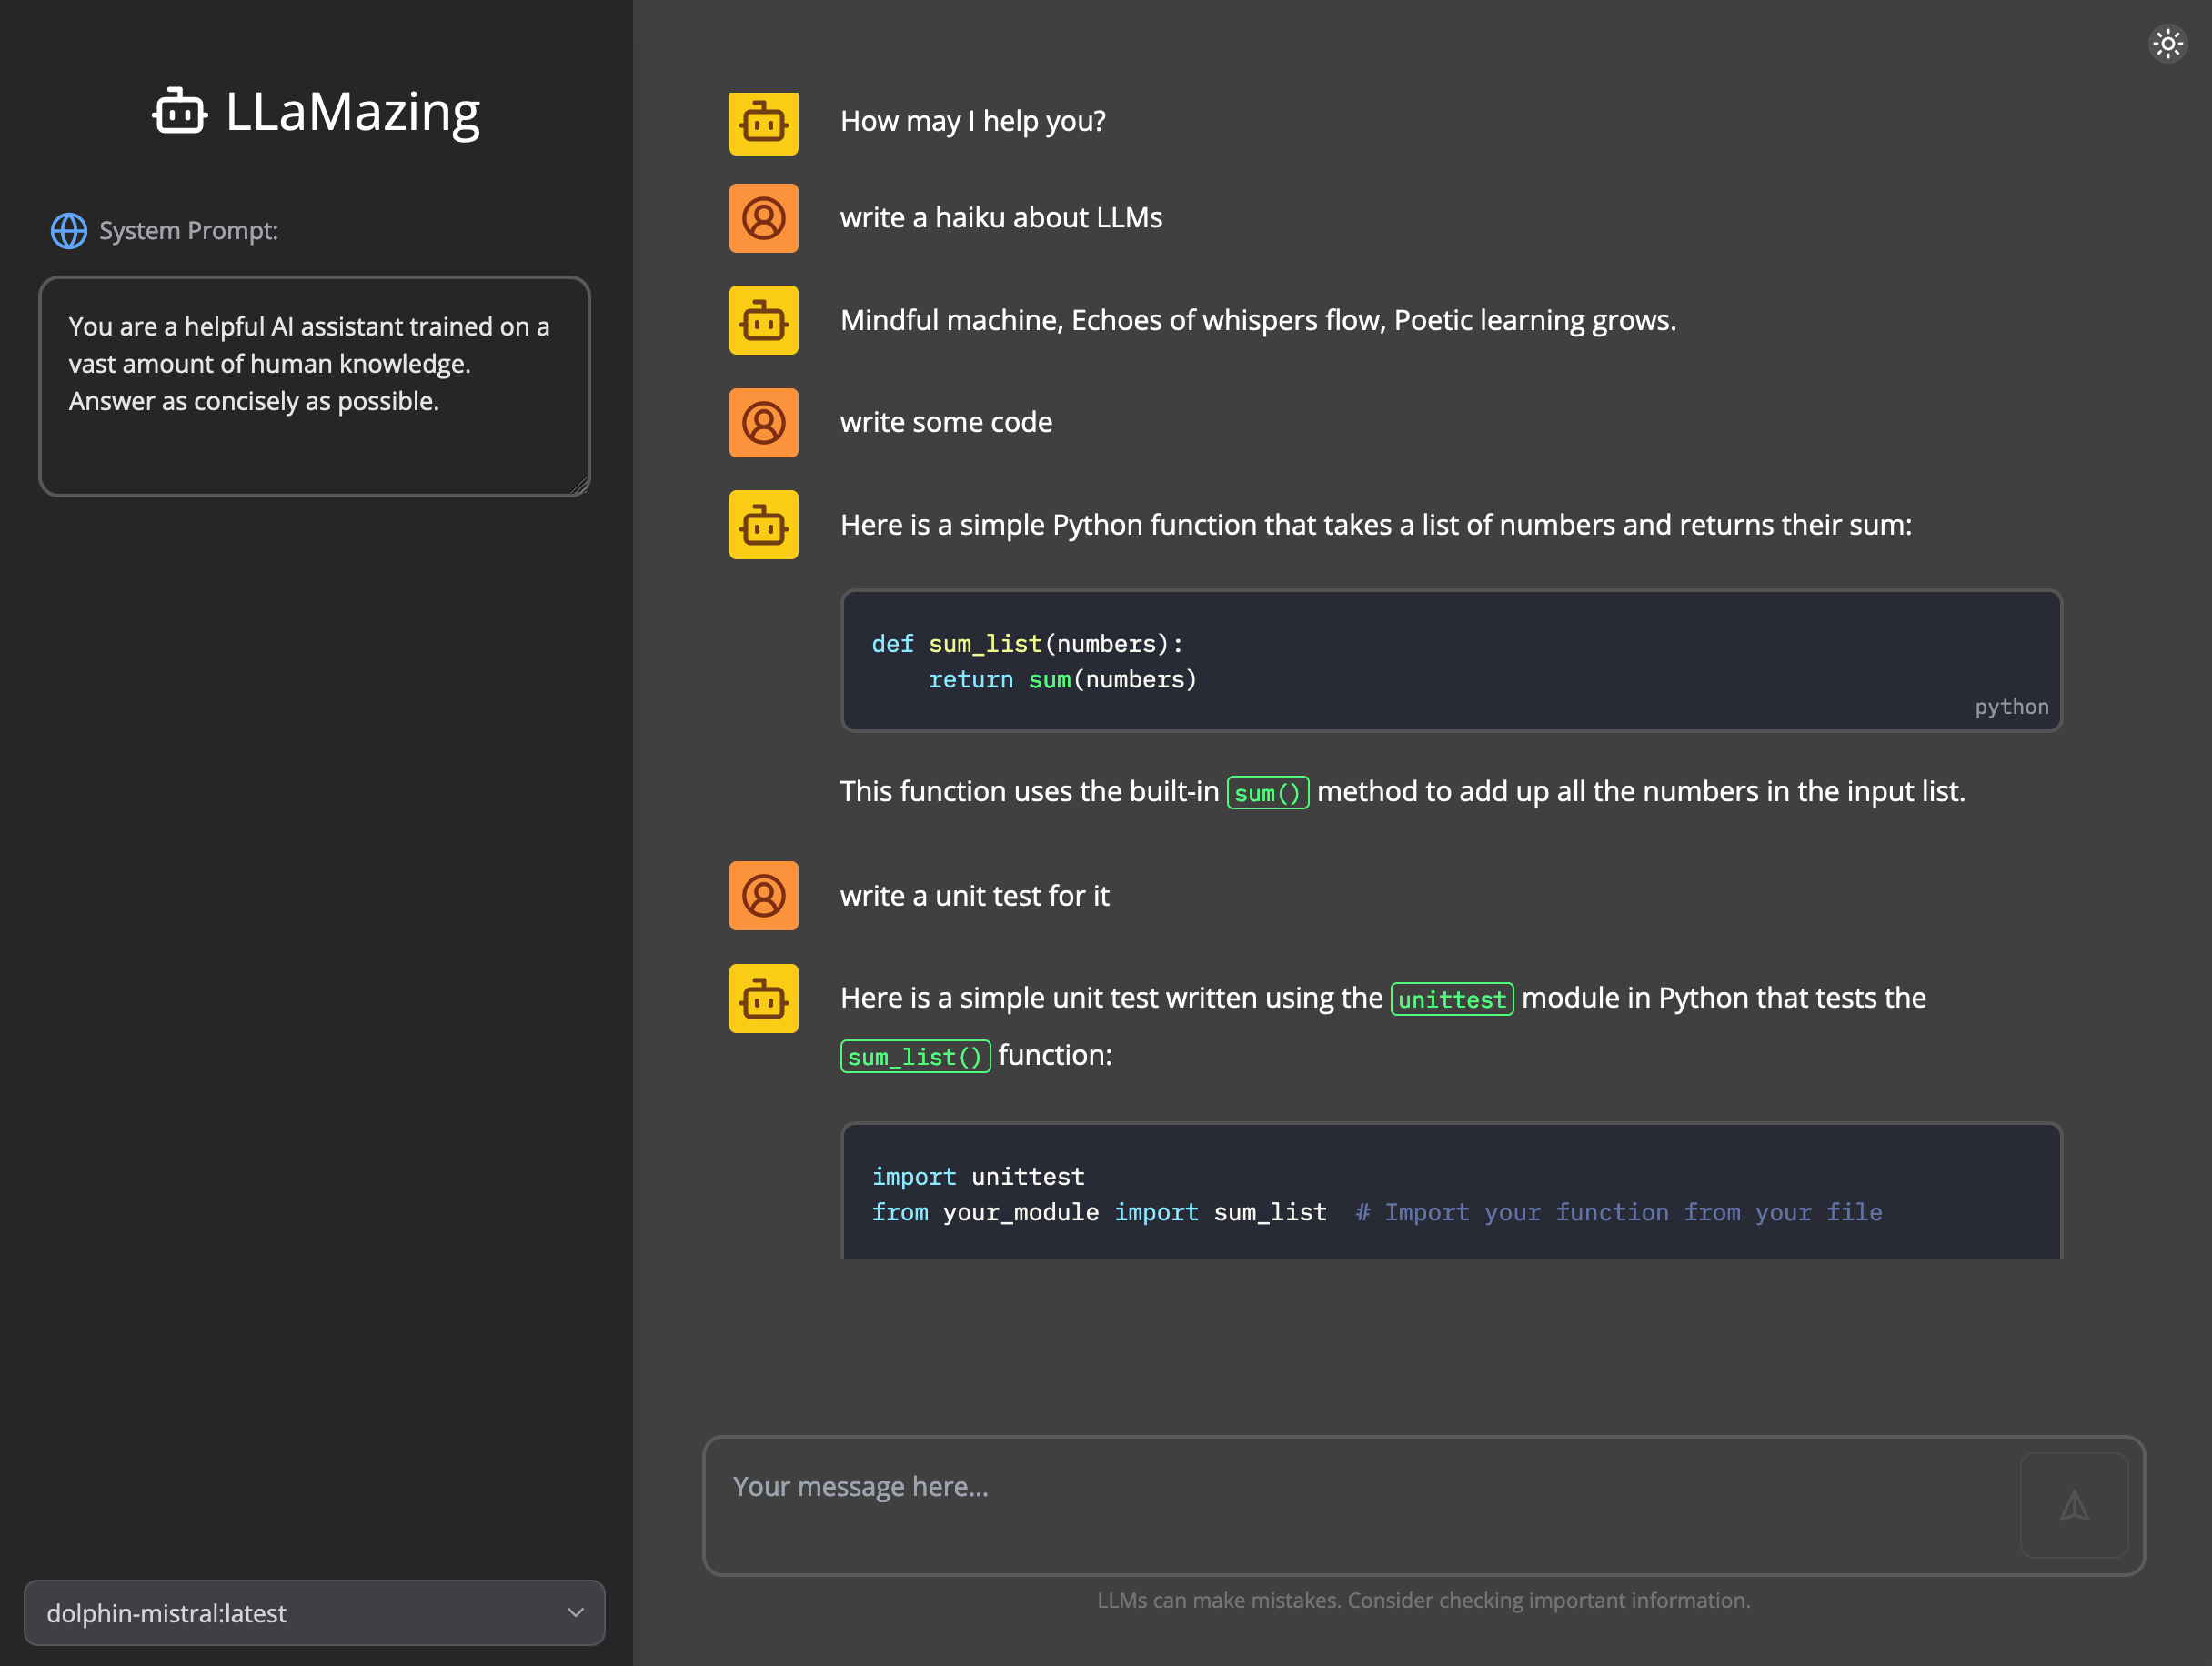 LLaMazing
System Prompt:
You are a helpful AI assistant trained on a
vast amount of human knowledge.
Answer as concisely as possible.
dolphin-mistral:latest
How may I help you?
write a haiku about LLMs
Mindful machine, Echoes of whispers flow, Poetic learning grows.
write some code
Here is a simple Python function that takes a list of numbers and returns their sum:
def sum_list(numbers):
    return sum(numbers)
python
This function uses the built-in sum() method to add up all the numbers in the input list.
write a unit test for it
Here is a simple unit test written using the unittest module in Python that tests the
sum_list() function:
import unittest
from your_module import sum_list  # Import your function from your file
Your message here...
LLMs can make mistakes. Consider checking important information.